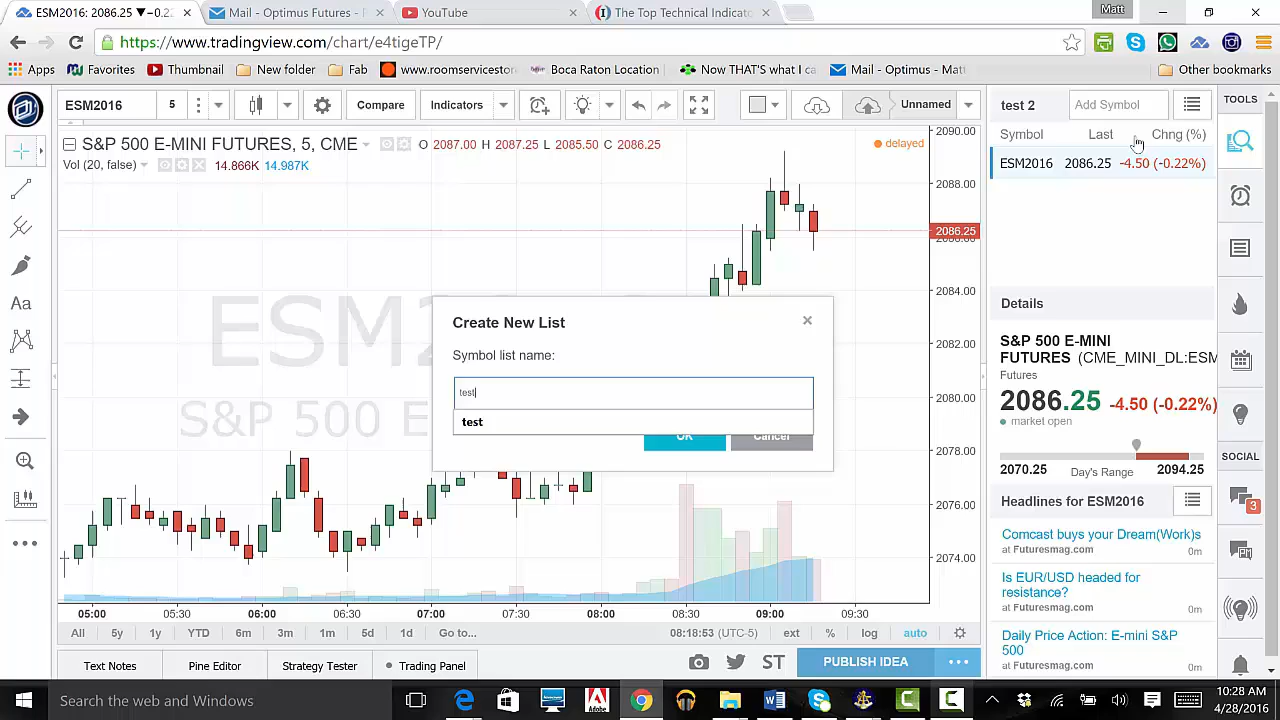 ESM2016: 2086.25 ▼−0.22
Mail - Optimus Futures - 
YouTube
The Top Technical Indicato
Matt
https://www.tradingview.com/chart/e4tigeTP/
Apps
Favorites
Thumbnail
New folder
Fab
www.roomservicestor
Boca Raton Location
Now THAT'S what I ca
Mail - Optimus - Matt
Other bookmarks
ESM2016
5
Compare
Indicators
Unnamed
test 2
Add Symbol
TOOLS
S&P 500 E-MINI FUTURES, 5, CME
O 2087.00 H 2087.25 L 2085.50 C 2086.25
delayed
Vol (20, false)
14.866K 14.987K
Symbol Last Chng (%)
ESM2016 2086.25 -4.50 (-0.22%)
2090.00
2088.00
2086.25
2084.00
2082.00
2080.00
2078.00
2076.00
2074.00
ESM2
S&P 500 E
Create New List
×
Symbol list name:
test
test
OK
Cancel
Details
S&P 500 E-MINI
FUTURES (CME_MINI_DL:ESM
Futures
2086.25 -4.50 (-0.22%)
market open
2070.25 Day's Range 2094.25
SOCIAL
3
Headlines for ESM2016
Comcast buys your Dream(Work)s
at Futuresmag.com 0m
Is EUR/USD headed for
resistance?
at Futuresmag.com 0m
Daily Price Action: E-mini S&P
500
at Futuresmag.com 0m
Aa
05:00 05:30 06:00 06:30 07:00 07:30 08:00 08:30 09:00 09:30
All 5y 1y YTD 6m 3m 1m 5d 1d Go to...
08:18:53 (UTC-5) ext % log auto
Text Notes
Pine Editor
Strategy Tester
Trading Panel
ST
PUBLISH IDEA
Search the web and Windows
10:28 AM
4/28/2016